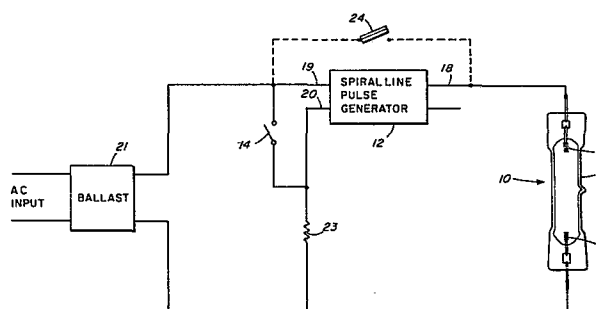 24
19
18
20
SPIRAL LINE
PULSE
GENERATOR
12
14
21
BALLAST
AC
INPUT
10
23